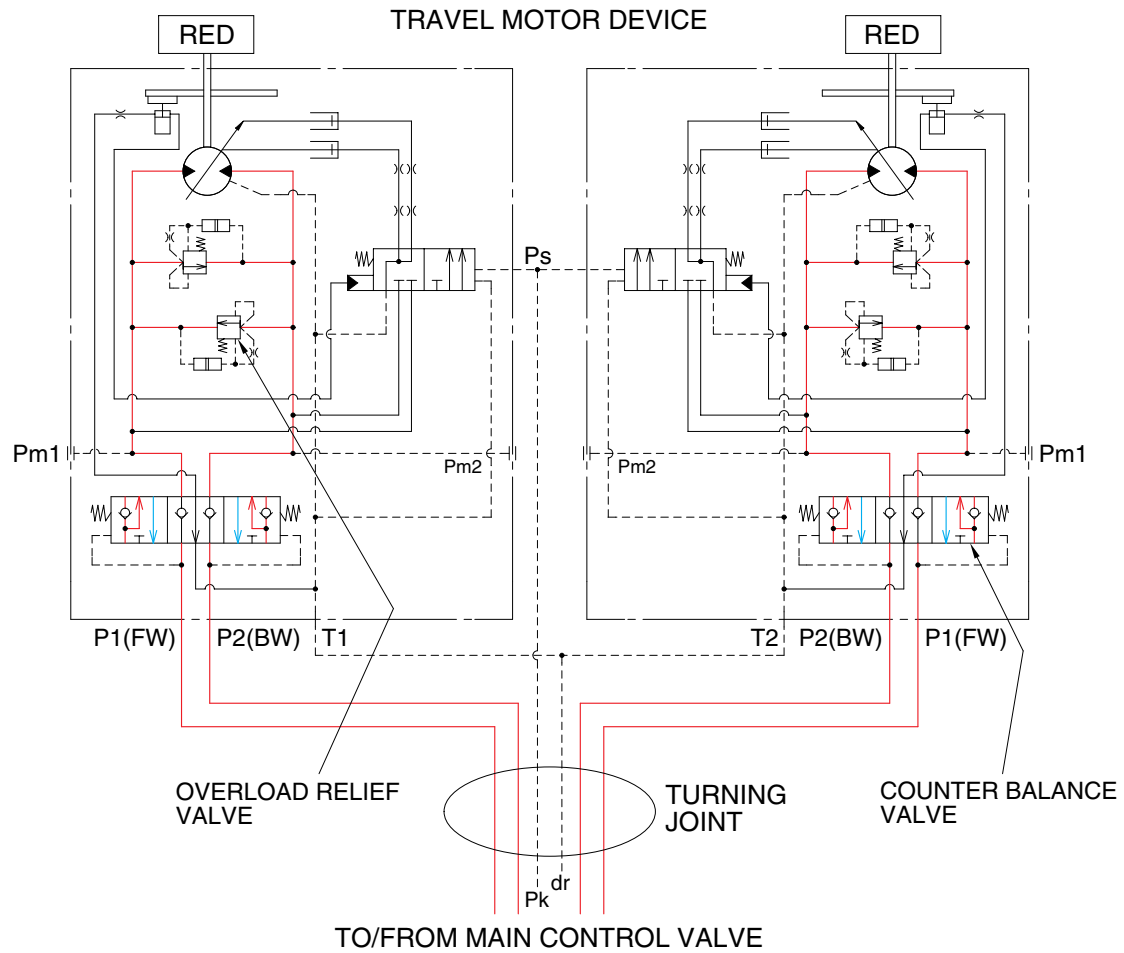 TRAVEL MOTOR DEVICE
RED
RED
Ps
Pm1
Pm2
Pm2
Pm1
P1(FW)
P2(BW)
T1
T2
P2(BW)
P1(FW)
OVERLOAD RELIEF
VALVE
TURNING
JOINT
COUNTER BALANCE
VALVE
Pk
dr
TO/FROM MAIN CONTROL VALVE